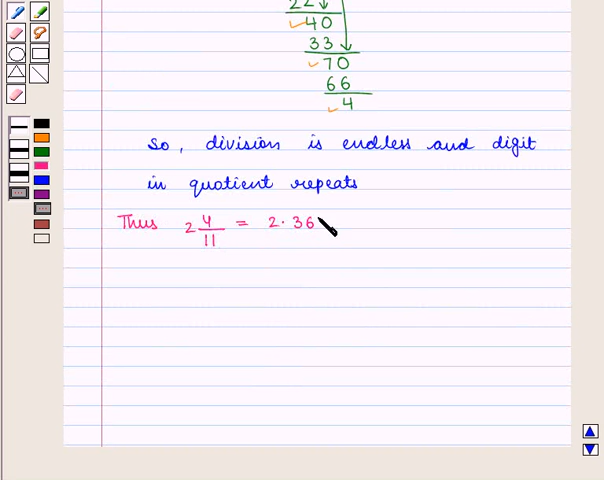 22↓
40
33↓
70
66
4
So, division is endless and digit
in quotient repeats
Thus 2 4/11 = 2.36